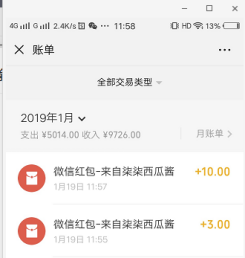 4G G 2.4K/s 11:58 HD 13%
账单
全部交易类型
2019年1月
支出 ¥5014.00 收入 ¥9726.00
月账单
微信红包-来自柒柒西瓜酱 +10.00
1月19日 11:57
微信红包-来自柒柒西瓜酱 +3.00
1月19日 11:55